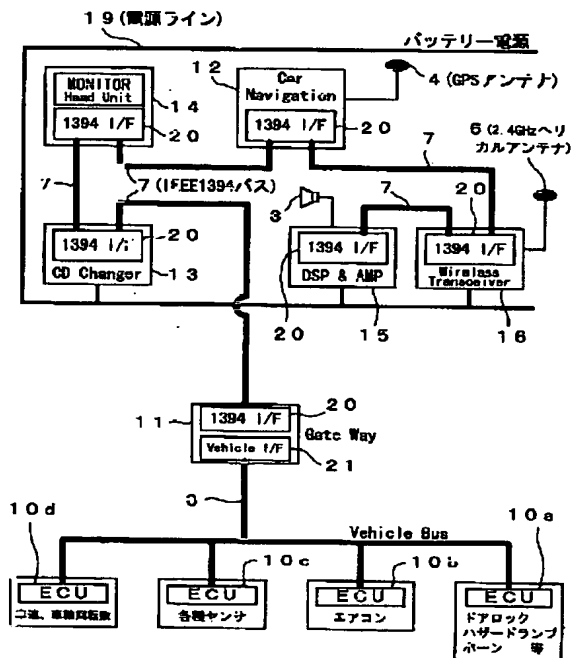 19(電源ライン)
バッテリー電源
12
Car
Navigation
1394 I/F
20
4(GPSアンテナ)
MONITOR
Head Unit
14
1394 I/F
20
6(2.4GHzヘリ
カルアンテナ)
7
7
7(IEEE1394バス)
3
7
20
1394
20
CD Changer
13
1394 I/F
DSP & AMP
20
15
1394 I/F
Wireless
Transceiver
16
11
1394 I/F
20
Gate Way
Vehicle I/F
21
Vehicle Bus
10d
ECU
車輪回転数
10c
ECU
各種センサ
10b
ECU
エアコン
10a
ECU
ドアロック
ハザードランプ
ホーン 等